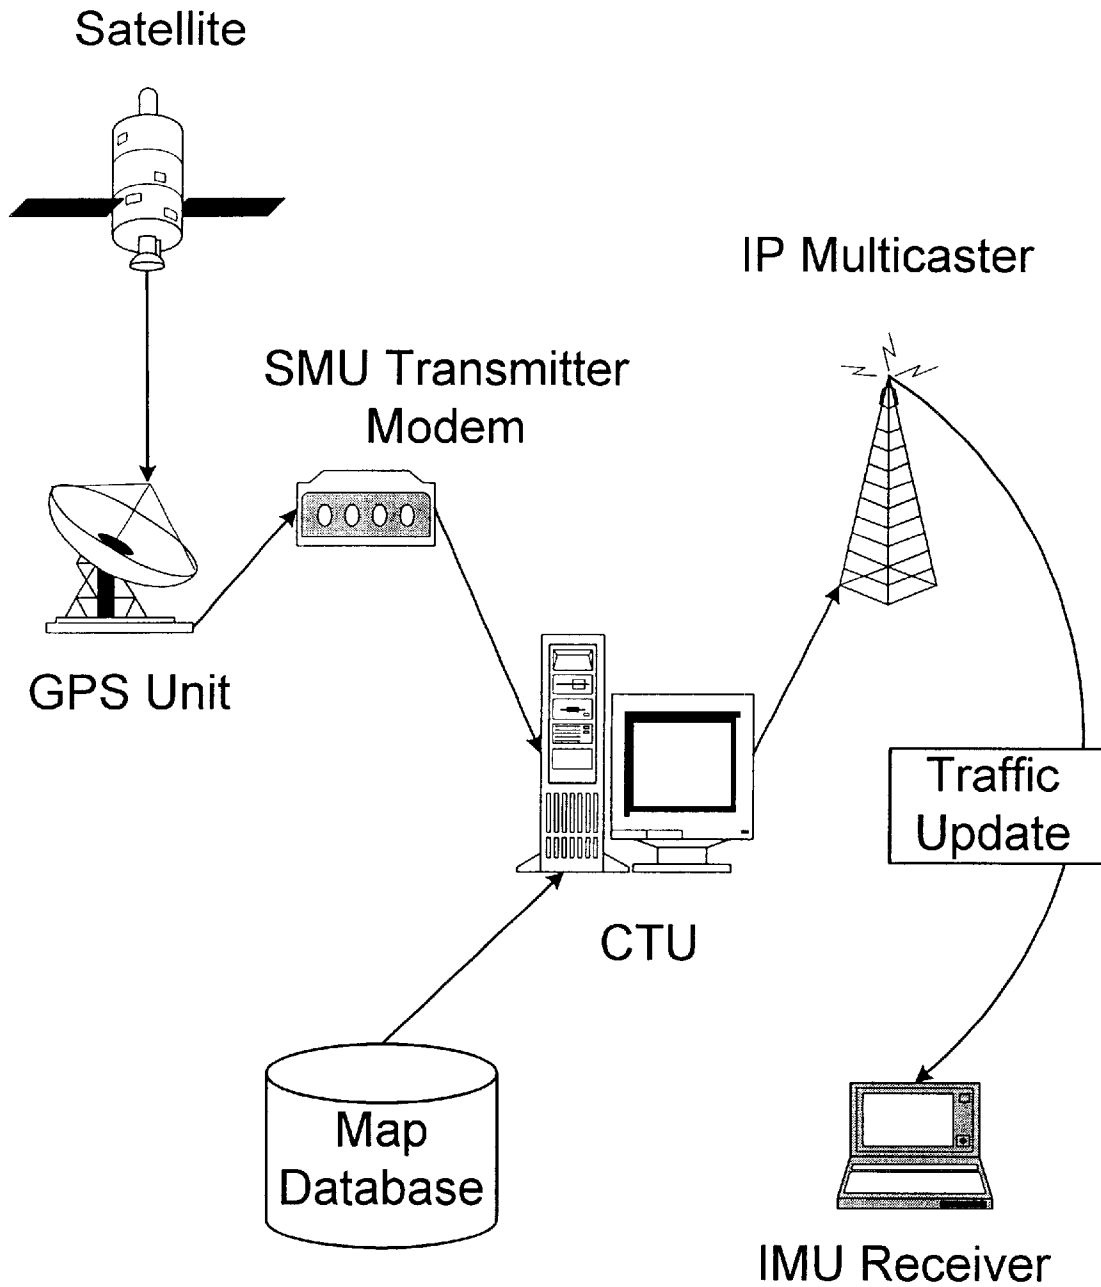 Satellite
IP Multicaster
SMU Transmitter
Modem
GPS Unit
Traffic
Update
CTU
Map
Database
IMU Receiver